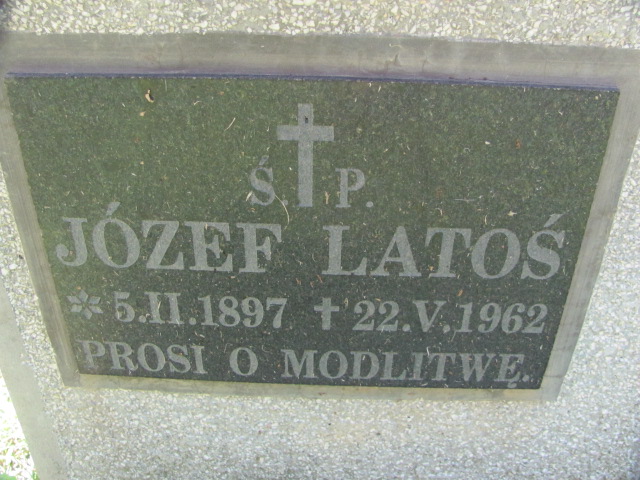 Ś. P.
JÓZEF LATOŚ
* 5.II.1897 † 22.V.1962
PROSI O MODLITWĘ.